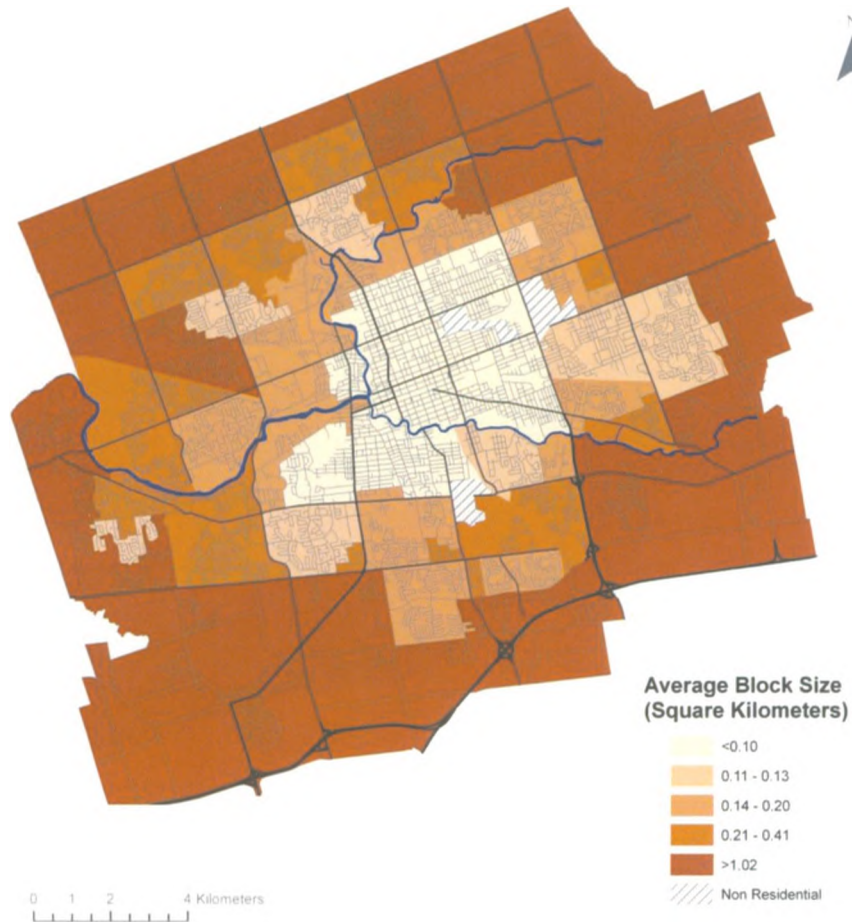 N
Average Block Size
(Square Kilometers)
<0.10
0.11 - 0.13
0.14 - 0.20
0.21 - 0.41
>1.02
Non Residential
0 1 2 4 Kilometers